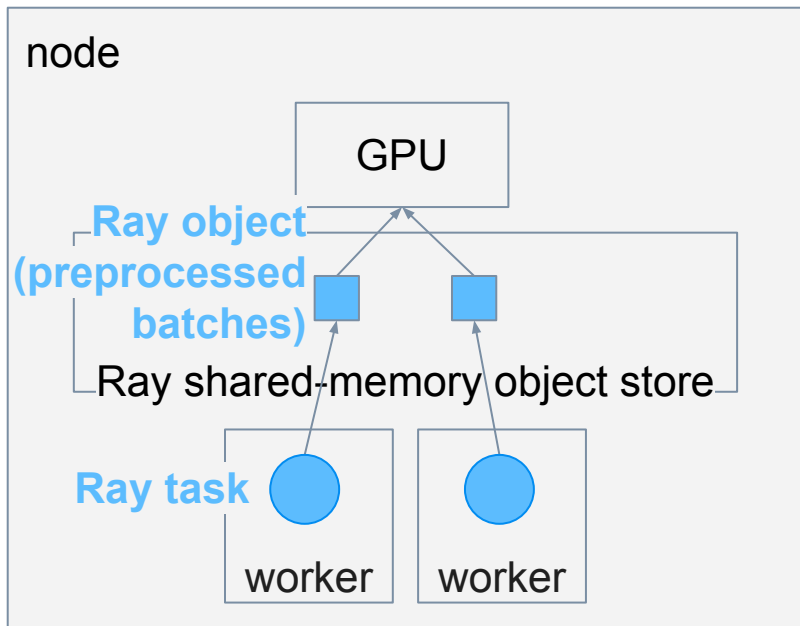 node
GPU
Ray object
(preprocessed
batches)
Ray shared-memory object store
Ray task
worker
worker